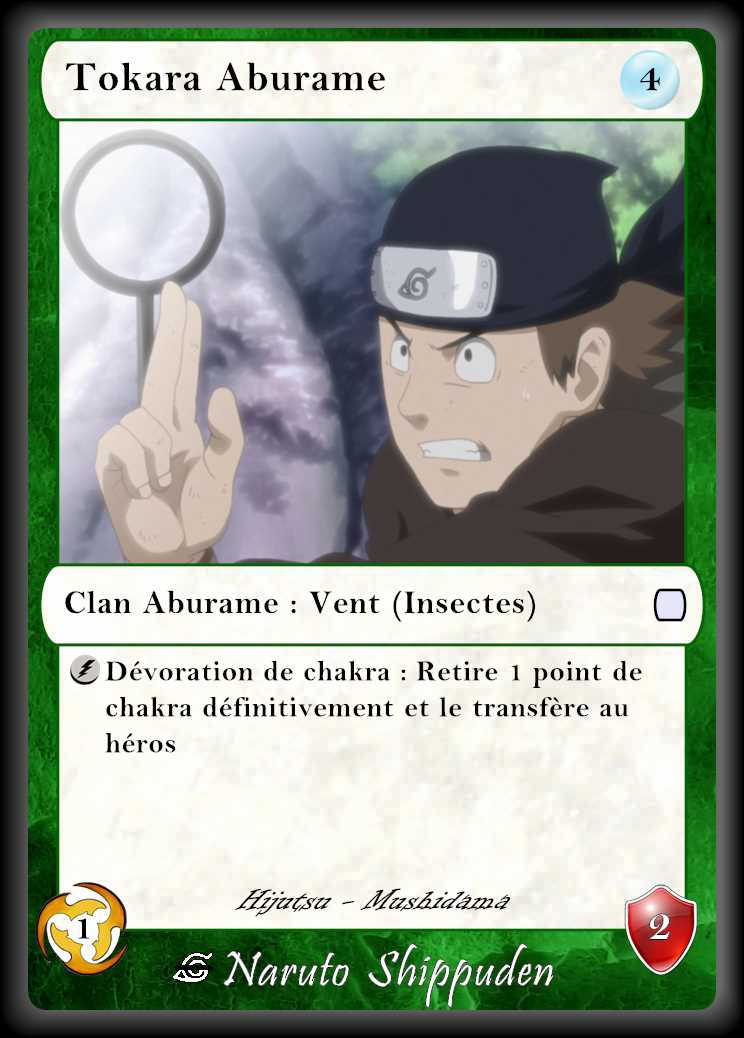 Tokara Aburame 4
Clan Aburame : Vent (Insectes)
Dévoration de chakra : Retire 1 point de
chakra définitivement et le transfère au
héros
Hijutsu - Mushidama
1
2
Naruto Shippuden